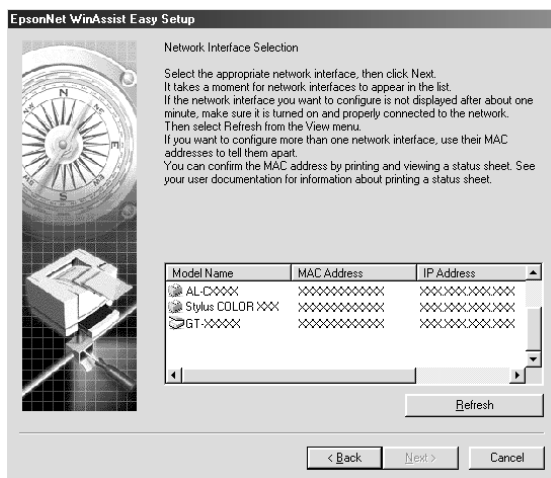 EpsonNet WinAssist Easy Setup
Network Interface Selection
Select the appropriate network interface, then click Next.
It takes a moment for network interfaces to appear in the list.
If the network interface you want to configure is not displayed after about one
minute, make sure it is turned on and properly connected to the network.
Then select Refresh from the View menu.
If you want to configure more than one network interface, use their MAC
addresses to tell them apart.
You can confirm the MAC address by printing and viewing a status sheet. See
your user documentation for information about printing a status sheet.
Model Name MAC Address IP Address
AL-CXXXX XXXXXXXXXXXX XXX.XXX.XXX.XXX
Stylus COLOR XXX XXXXXXXXXXXX XXX.XXX.XXX.XXX
GT-XXXXX XXXXXXXXXXXX XXX.XXX.XXX.XXX
Refresh
< Back Next > Cancel
N
S